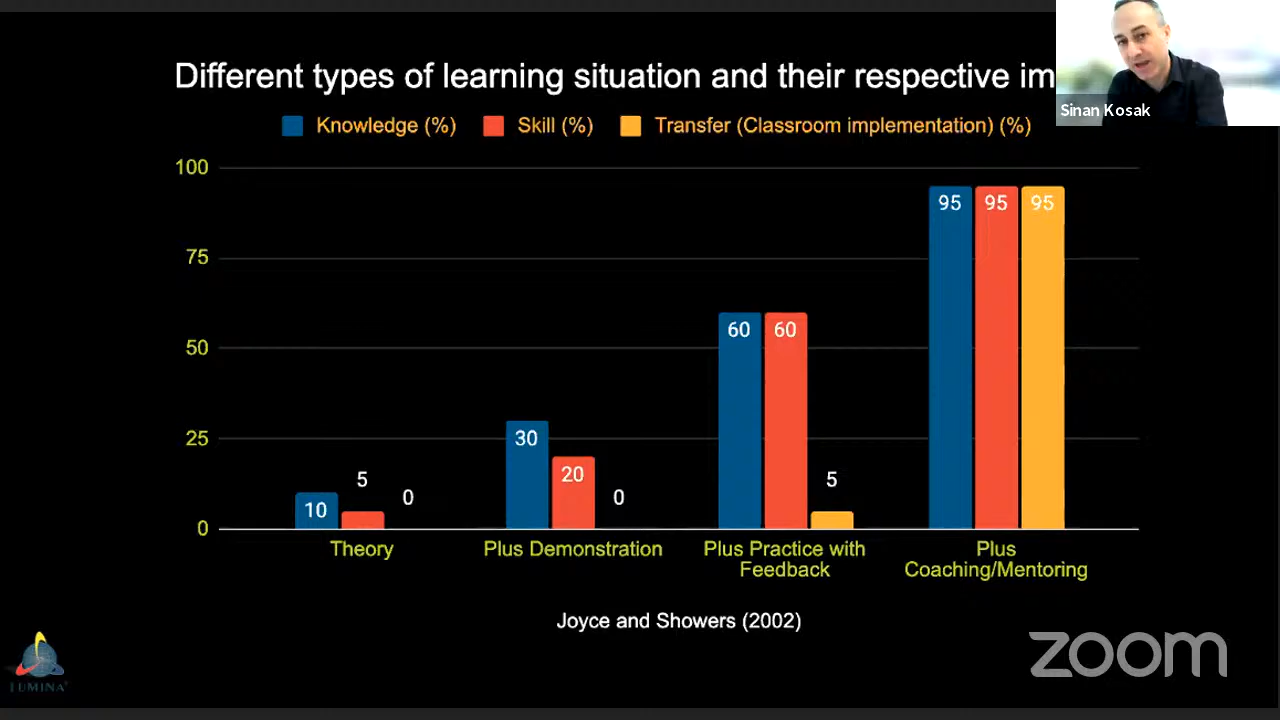 Different types of learning situation and their respective im
Sinan Kosak
Knowledge (%) Skill (%) Transfer (Classroom implementation) (%)
100
75
50
25
0
10 5 0
30 20 0
60 60 5
95 95 95
Theory
Plus Demonstration
Plus Practice with
Feedback
Plus
Coaching/Mentoring
Joyce and Showers (2002)
LUMINA
zoom